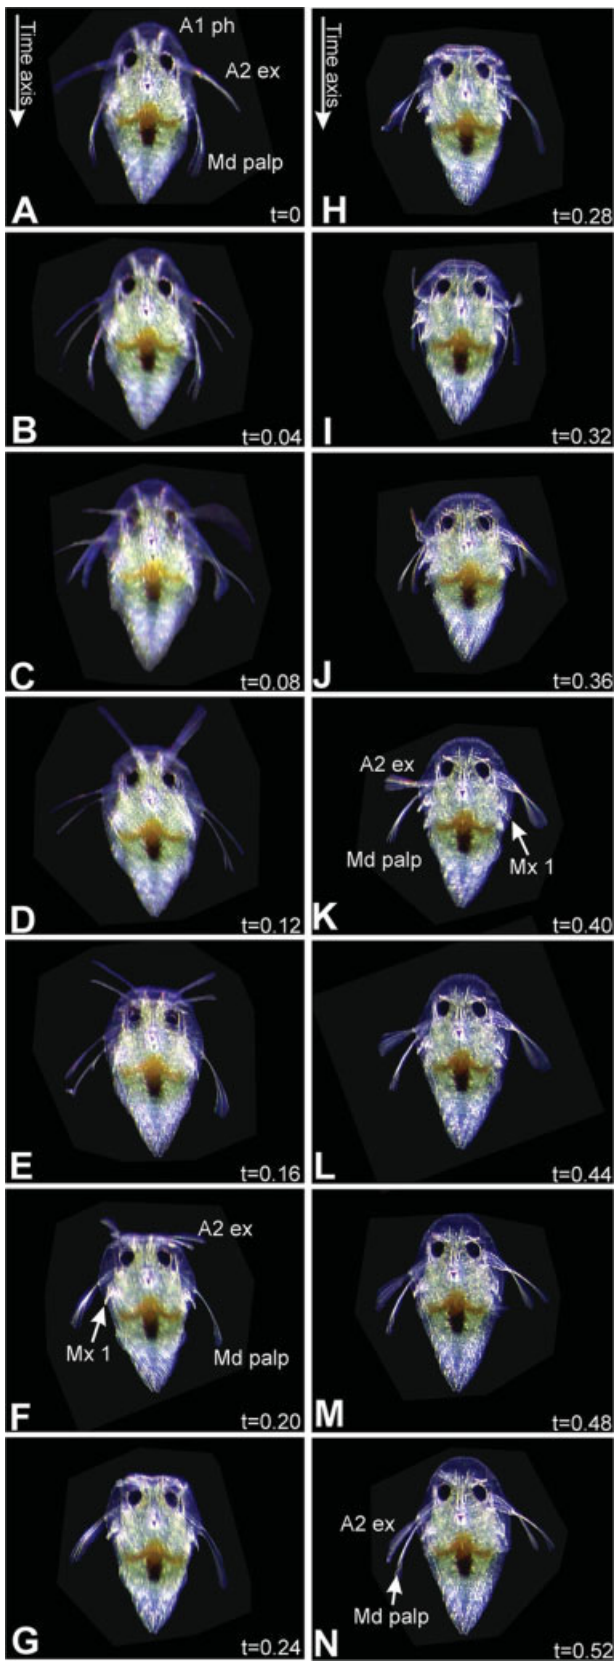 Time axis
A1 ph
A2 ex
Md palp
A
t=0
B
t=0.04
C
t=0.08
D
t=0.12
E
t=0.16
A2 ex
Mx 1
Md palp
F
t=0.20
G
t=0.24
Time axis
H
t=0.28
I
t=0.32
J
t=0.36
A2 ex
Md palp
Mx 1
K
t=0.40
L
t=0.44
M
t=0.48
A2 ex
Md palp
N
t=0.52